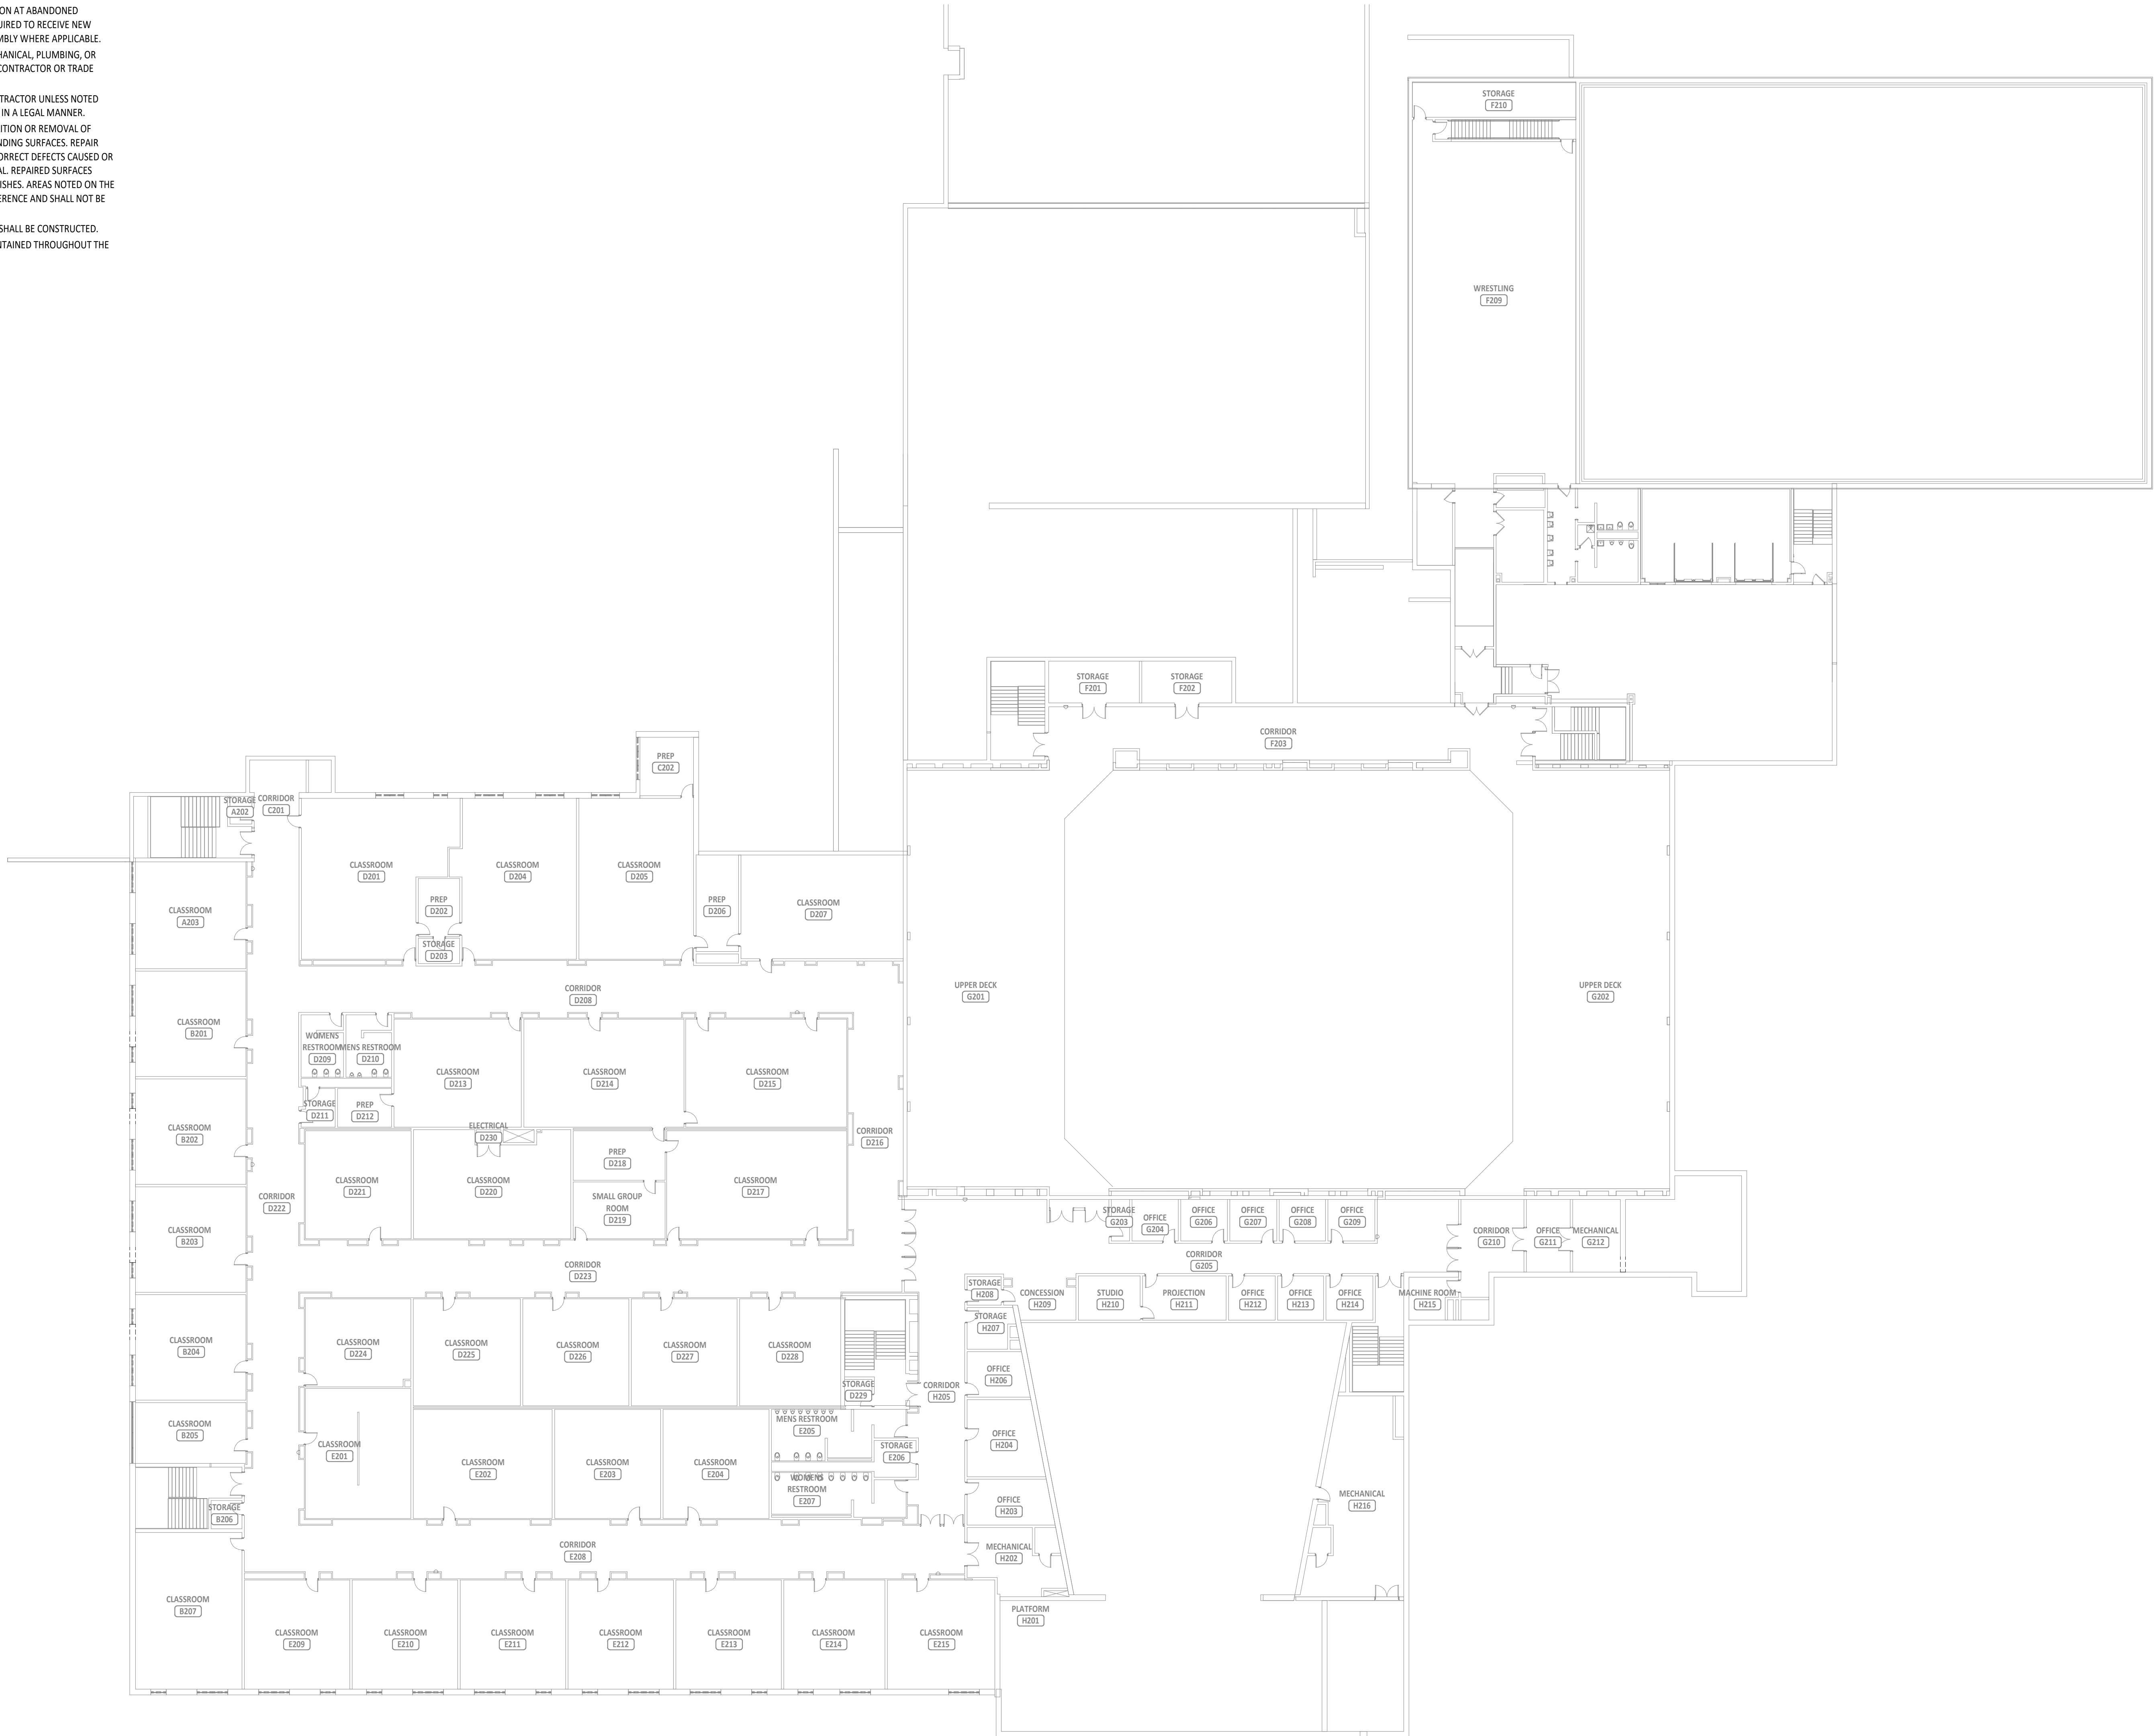 ON AT ABANDONED
UIRED TO RECEIVE NEW
MBLY WHERE APPLICABLE.
HANICAL, PLUMBING, OR
CONTRACTOR OR TRADE
TRACTOR UNLESS NOTED
IN A LEGAL MANNER.
ITION OR REMOVAL OF
NDING SURFACES. REPAIR
ORRECT DEFECTS CAUSED OR
AL. REPAIRED SURFACES
ISHES. AREAS NOTED ON THE
ERENCE AND SHALL NOT BE
SHALL BE CONSTRUCTED.
NTAINED THROUGHOUT THE
STORAGE
F210
WRESTLING
F209
STORAGE
F201
STORAGE
F202
CORRIDOR
F203
PREP
C202
STORAGE
A202
CORRIDOR
C201
CLASSROOM
D201
CLASSROOM
D204
CLASSROOM
D205
PREP
D202
STORAGE
D203
PREP
D206
CLASSROOM
D207
CLASSROOM
A203
CORRIDOR
D208
UPPER DECK
G201
UPPER DECK
G202
CLASSROOM
B201
WOMENS
RESTROOM
D209
MENS RESTROOM
D210
CLASSROOM
D213
CLASSROOM
D214
CLASSROOM
D215
STORAGE
D211
PREP
D212
CLASSROOM
B202
ELECTRICAL
D230
CORRIDOR
D216
PREP
D218
CLASSROOM
D221
CLASSROOM
D220
SMALL GROUP
ROOM
D219
CLASSROOM
D217
CORRIDOR
D222
CLASSROOM
B203
STORAGE
G203
OFFICE
G204
OFFICE
G206
OFFICE
G207
OFFICE
G208
OFFICE
G209
CORRIDOR
G210
OFFICE
G211
MECHANICAL
G212
CORRIDOR
G205
CORRIDOR
D223
STORAGE
H208
CONCESSION
H209
STUDIO
H210
PROJECTION
H211
OFFICE
H212
OFFICE
H213
OFFICE
H214
MACHINE ROOM
H215
STORAGE
H207
CLASSROOM
B204
CLASSROOM
D224
CLASSROOM
D225
CLASSROOM
D226
CLASSROOM
D227
CLASSROOM
D228
OFFICE
H206
STORAGE
D229
CORRIDOR
H205
CLASSROOM
B205
CLASSROOM
E201
MENS RESTROOM
E205
STORAGE
E206
OFFICE
H204
CLASSROOM
E202
CLASSROOM
E203
CLASSROOM
E204
WOMENS
RESTROOM
E207
STORAGE
B206
OFFICE
H203
MECHANICAL
H216
CORRIDOR
E208
MECHANICAL
H202
CLASSROOM
B207
PLATFORM
H201
CLASSROOM
E209
CLASSROOM
E210
CLASSROOM
E211
CLASSROOM
E212
CLASSROOM
E213
CLASSROOM
E214
CLASSROOM
E215